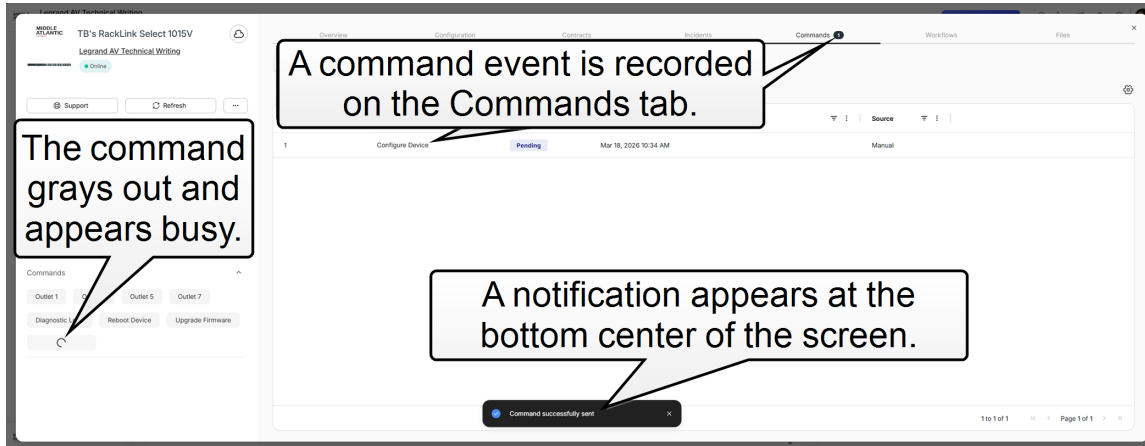 Legrand AV Technical Writing
MIDDLE
ATLANTIC
TB's RackLink Select 1015V
Legrand AV Technical Writing
Online
Support
Refresh
Overview
Configuration
Contracts
Incidents
Commands 1
Workflows
Files
A command event is recorded
on the Commands tab.
Source
1
Configure Device
Pending
Mar 18, 2026 10:34 AM
Manual
The command
grays out and
appears busy.
Commands
Outlet 1
Outlet 5
Outlet 7
Diagnostic
Reboot Device
Upgrade Firmware
A notification appears at the
bottom center of the screen.
Command successfully sent
1 to 1 of 1
Page 1 of 1